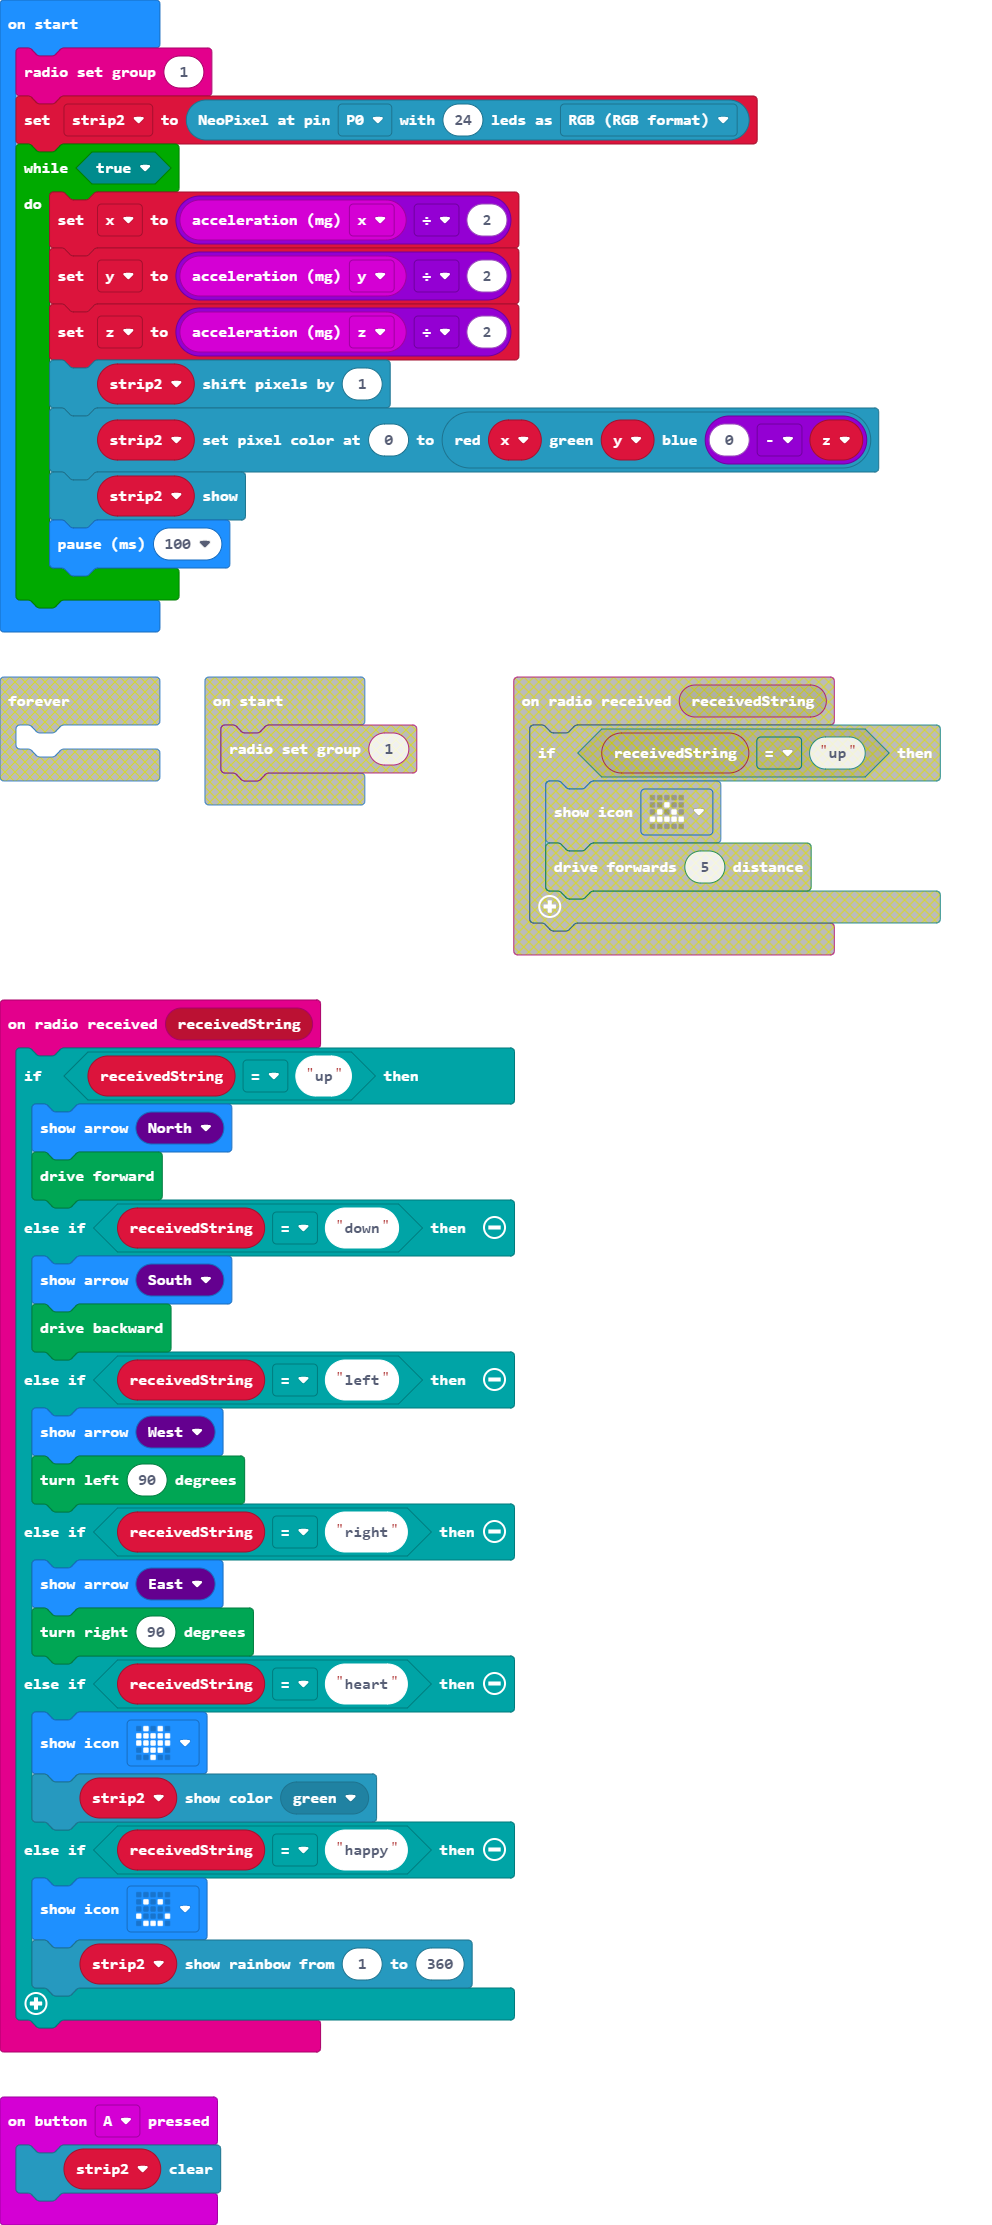 on start
radio set group 1
set strip2 to NeoPixel at pin P0 with 24 leds as RGB (RGB format)
while true
do
set x to acceleration (mg) x ÷ 2
set y to acceleration (mg) y ÷ 2
set z to acceleration (mg) z ÷ 2
strip2 shift pixels by 1
strip2 set pixel color at 0 to red x green y blue 0 - z
strip2 show
pause (ms) 100
forever
on start
radio set group 1
on radio received receivedString
if receivedString = "up" then
show icon
drive forwards 5 distance
on radio received receivedString
if receivedString = "up" then
show arrow North
drive forward
else if receivedString = "down" then
show arrow South
drive backward
else if receivedString = "left" then
show arrow West
turn left 90 degrees
else if receivedString = "right" then
show arrow East
turn right 90 degrees
else if receivedString = "heart" then
show icon
strip2 show color green
else if receivedString = "happy" then
show icon
strip2 show rainbow from 1 to 360
on button A pressed
strip2 clear